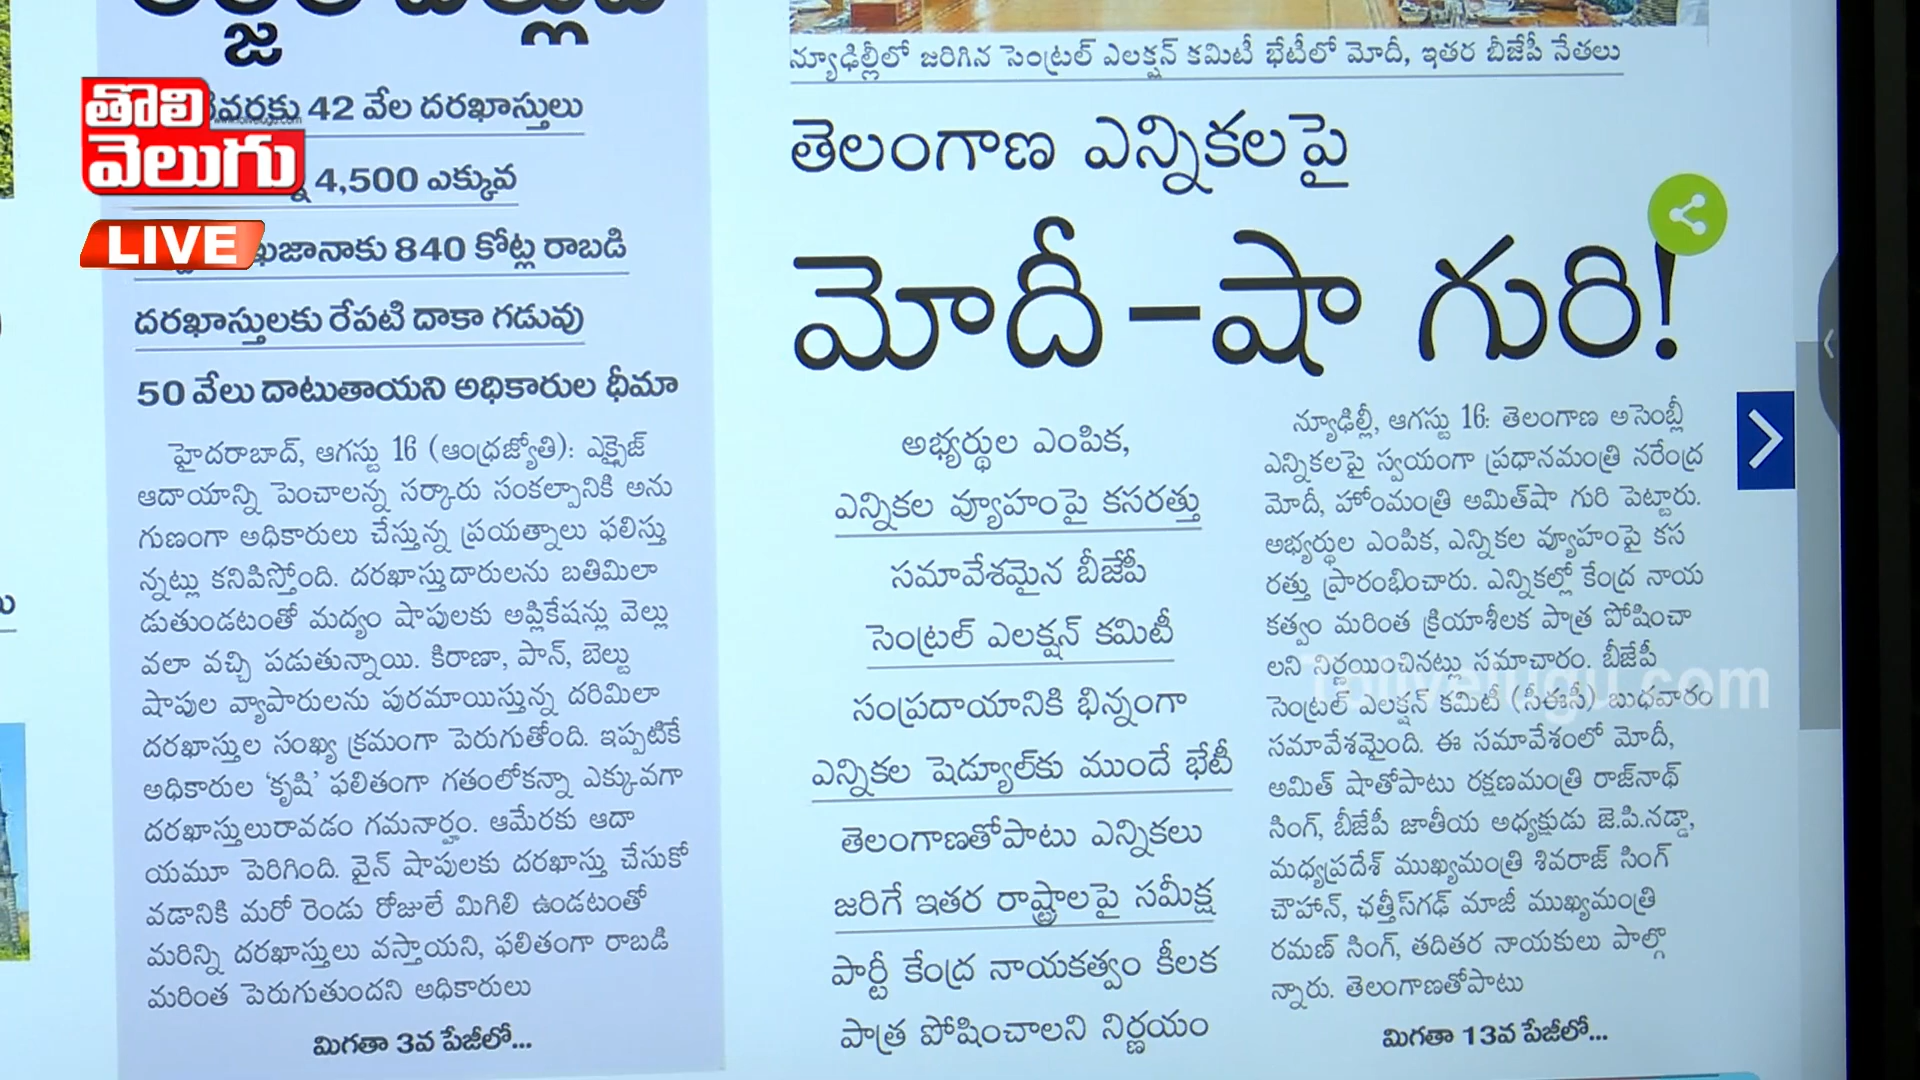 తొలి
వెలుగు
LIVE
42 వేల దరఖాస్తులు
4,500 ఎక్కువ
ఖజానాకు 840 కోట్ల రాబడి
దరఖాస్తులకు రేపటి దాకా గడువు
50 వేలు దాటుతాయని అధికారుల ధీమా
హైదరాబాద్, ఆగస్టు 16 (ఆంధ్రజ్యోతి): ఎక్సైజ్
ఆదాయాన్ని పెంచాలన్న సర్కారు సంకల్పానికి అను
గుణంగా అధికారులు చేస్తున్న ప్రయత్నాలు ఫలిస్తు
న్నట్లు కనిపిస్తోంది. దరఖాస్తుదారులను బతిమిలా
డుతుండటంతో మద్యం షాపులకు అప్లికేషన్లు వెల్లు
వలా వచ్చి పడుతున్నాయి. కిరాణా, పాన్, బెల్టు
షాపుల వ్యాపారులను పురమాయిస్తున్న దరిమిలా
దరఖాస్తుల సంఖ్య క్రమంగా పెరుగుతోంది. ఇప్పటికే
అధికారుల ‘కృషి’ ఫలితంగా గతంలోకన్నా ఎక్కువగా
దరఖాస్తులురావడం గమనార్హం. ఆమేరకు ఆదా
యమూ పెరిగింది. వైన్ షాపులకు దరఖాస్తు చేసుకో
వడానికి మరో రెండు రోజులే మిగిలి ఉండటంతో
మరిన్ని దరఖాస్తులు వస్తాయని, ఫలితంగా రాబడి
మరింత పెరుగుతుందని అధికారులు
మిగతా 3వ పేజీలో...
న్యూఢిల్లీలో జరిగిన సెంట్రల్ ఎలక్షన్ కమిటీ భేటీలో మోదీ, ఇతర బీజేపీ నేతలు
తెలంగాణ ఎన్నికలపై
మోదీ-షా గురి!
అభ్యర్థుల ఎంపిక,
ఎన్నికల వ్యూహంపై కసరత్తు
సమావేశమైన బీజేపీ
సెంట్రల్ ఎలక్షన్ కమిటీ
సంప్రదాయానికి భిన్నంగా
ఎన్నికల షెడ్యూల్‌కు ముందే భేటీ
తెలంగాణతోపాటు ఎన్నికలు
జరిగే ఇతర రాష్ట్రాలపై సమీక్ష
పార్టీ కేంద్ర నాయకత్వం కీలక
పాత్ర పోషించాలని నిర్ణయం
న్యూఢిల్లీ, ఆగస్టు 16: తెలంగాణ అసెంబ్లీ
ఎన్నికలపై స్వయంగా ప్రధానమంత్రి నరేంద్ర
మోదీ, హోంమంత్రి అమిత్‌షా గురి పెట్టారు.
అభ్యర్థుల ఎంపిక, ఎన్నికల వ్యూహంపై కస
రత్తు ప్రారంభించారు. ఎన్నికల్లో కేంద్ర నాయ
కత్వం మరింత క్రియాశీలక పాత్ర పోషించా
లని నిర్ణయించినట్లు సమాచారం. బీజేపీ
సెంట్రల్ ఎలక్షన్ కమిటీ (సీఈసీ) బుధవారం
సమావేశమైంది. ఈ సమావేశంలో మోదీ,
అమిత్ షాతోపాటు రక్షణమంత్రి రాజ్‌నాథ్
సింగ్, బీజేపీ జాతీయ అధ్యక్షుడు జె.పి.నడ్డా,
మధ్యప్రదేశ్ ముఖ్యమంత్రి శివరాజ్ సింగ్
చౌహాన్, ఛత్తీస్‌గఢ్ మాజీ ముఖ్యమంత్రి
రమణ్ సింగ్, తదితర నాయకులు పాల్గొ
న్నారు. తెలంగాణతోపాటు
మిగతా 13వ పేజీలో...
Tolivelugu.com